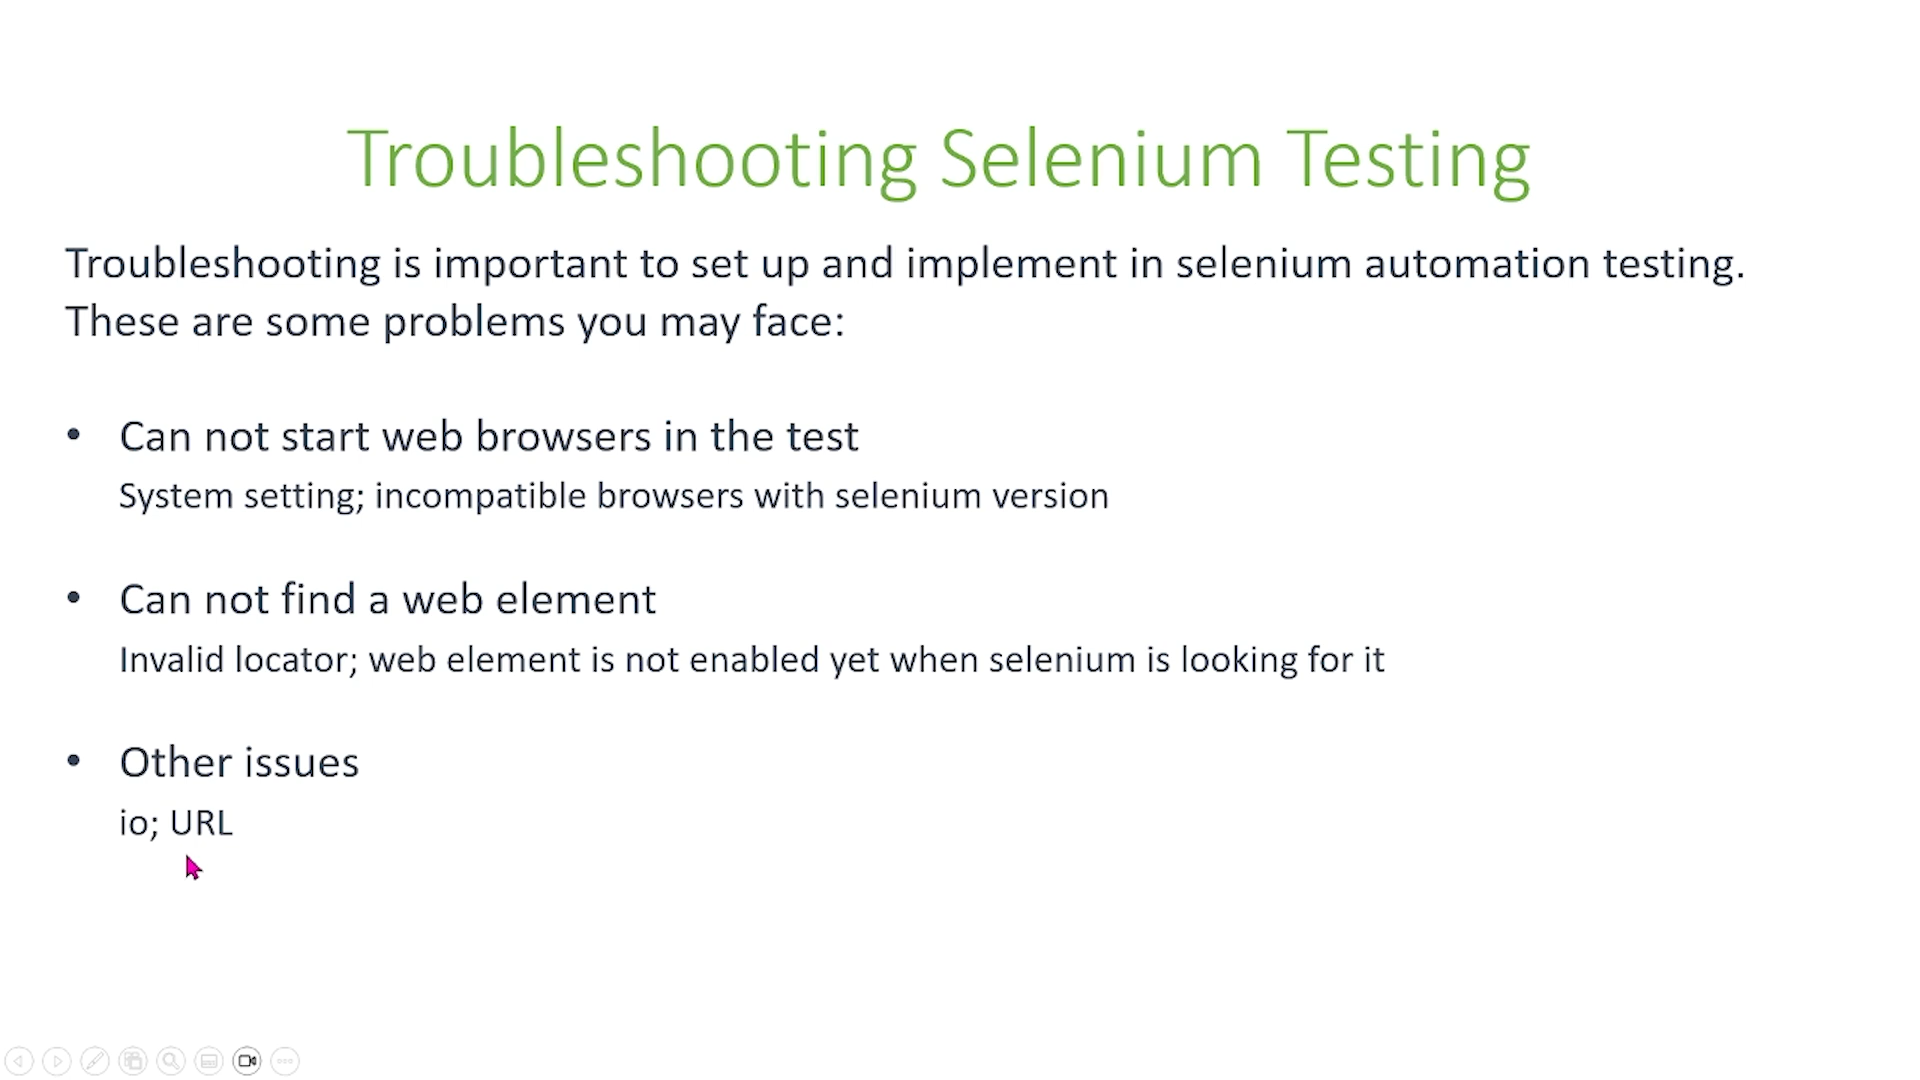 Troubleshooting Selenium Testing
Troubleshooting is important to set up and implement in selenium automation testing.
These are some problems you may face:
• Can not start web browsers in the test
System setting; incompatible browsers with selenium version
• Can not find a web element
Invalid locator; web element is not enabled yet when selenium is looking for it
• Other issues
io; URL